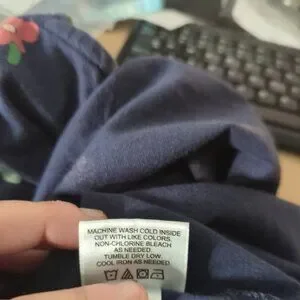 MACHINE WASH COLD INSIDE
OUT WITH LIKE COLORS.
NON-CHLORINE BLEACH
AS NEEDED.
TUMBLE DRY LOW.
COOL IRON AS NEEDED.